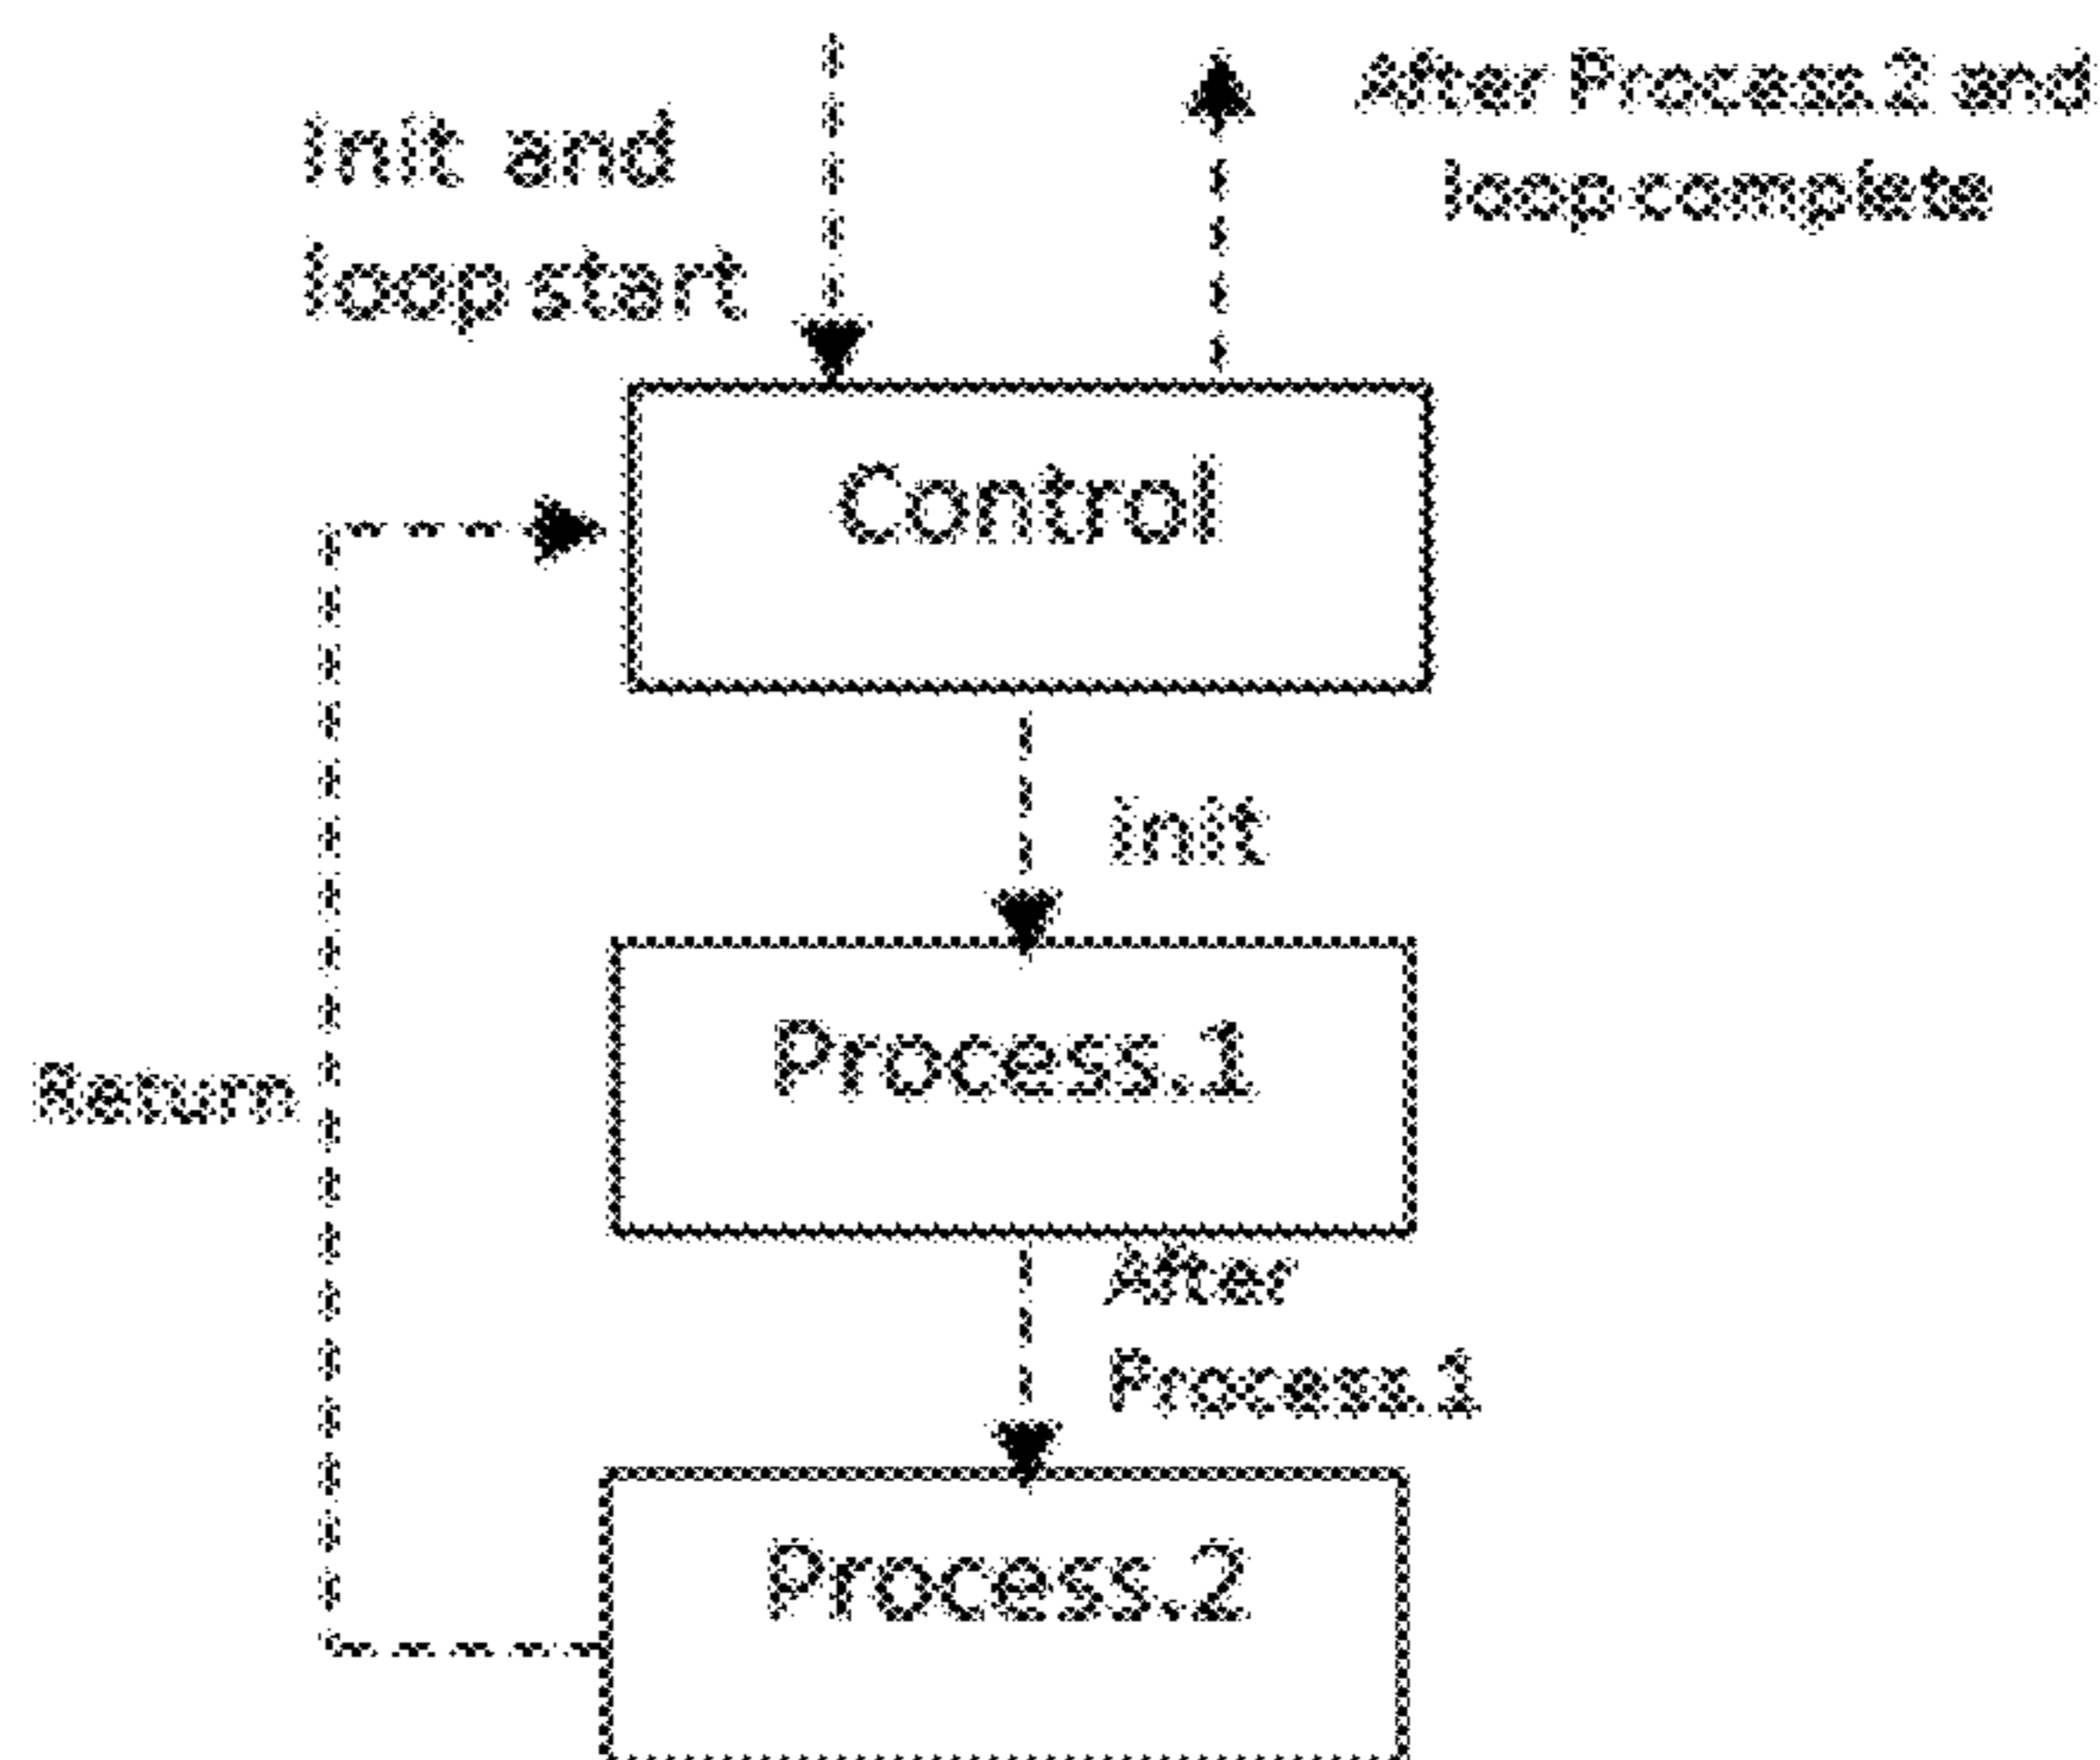 After Process.2 and
loop complete
Init and
loop start
Control
init
Process.1
Return
After
Process.1
Process.2